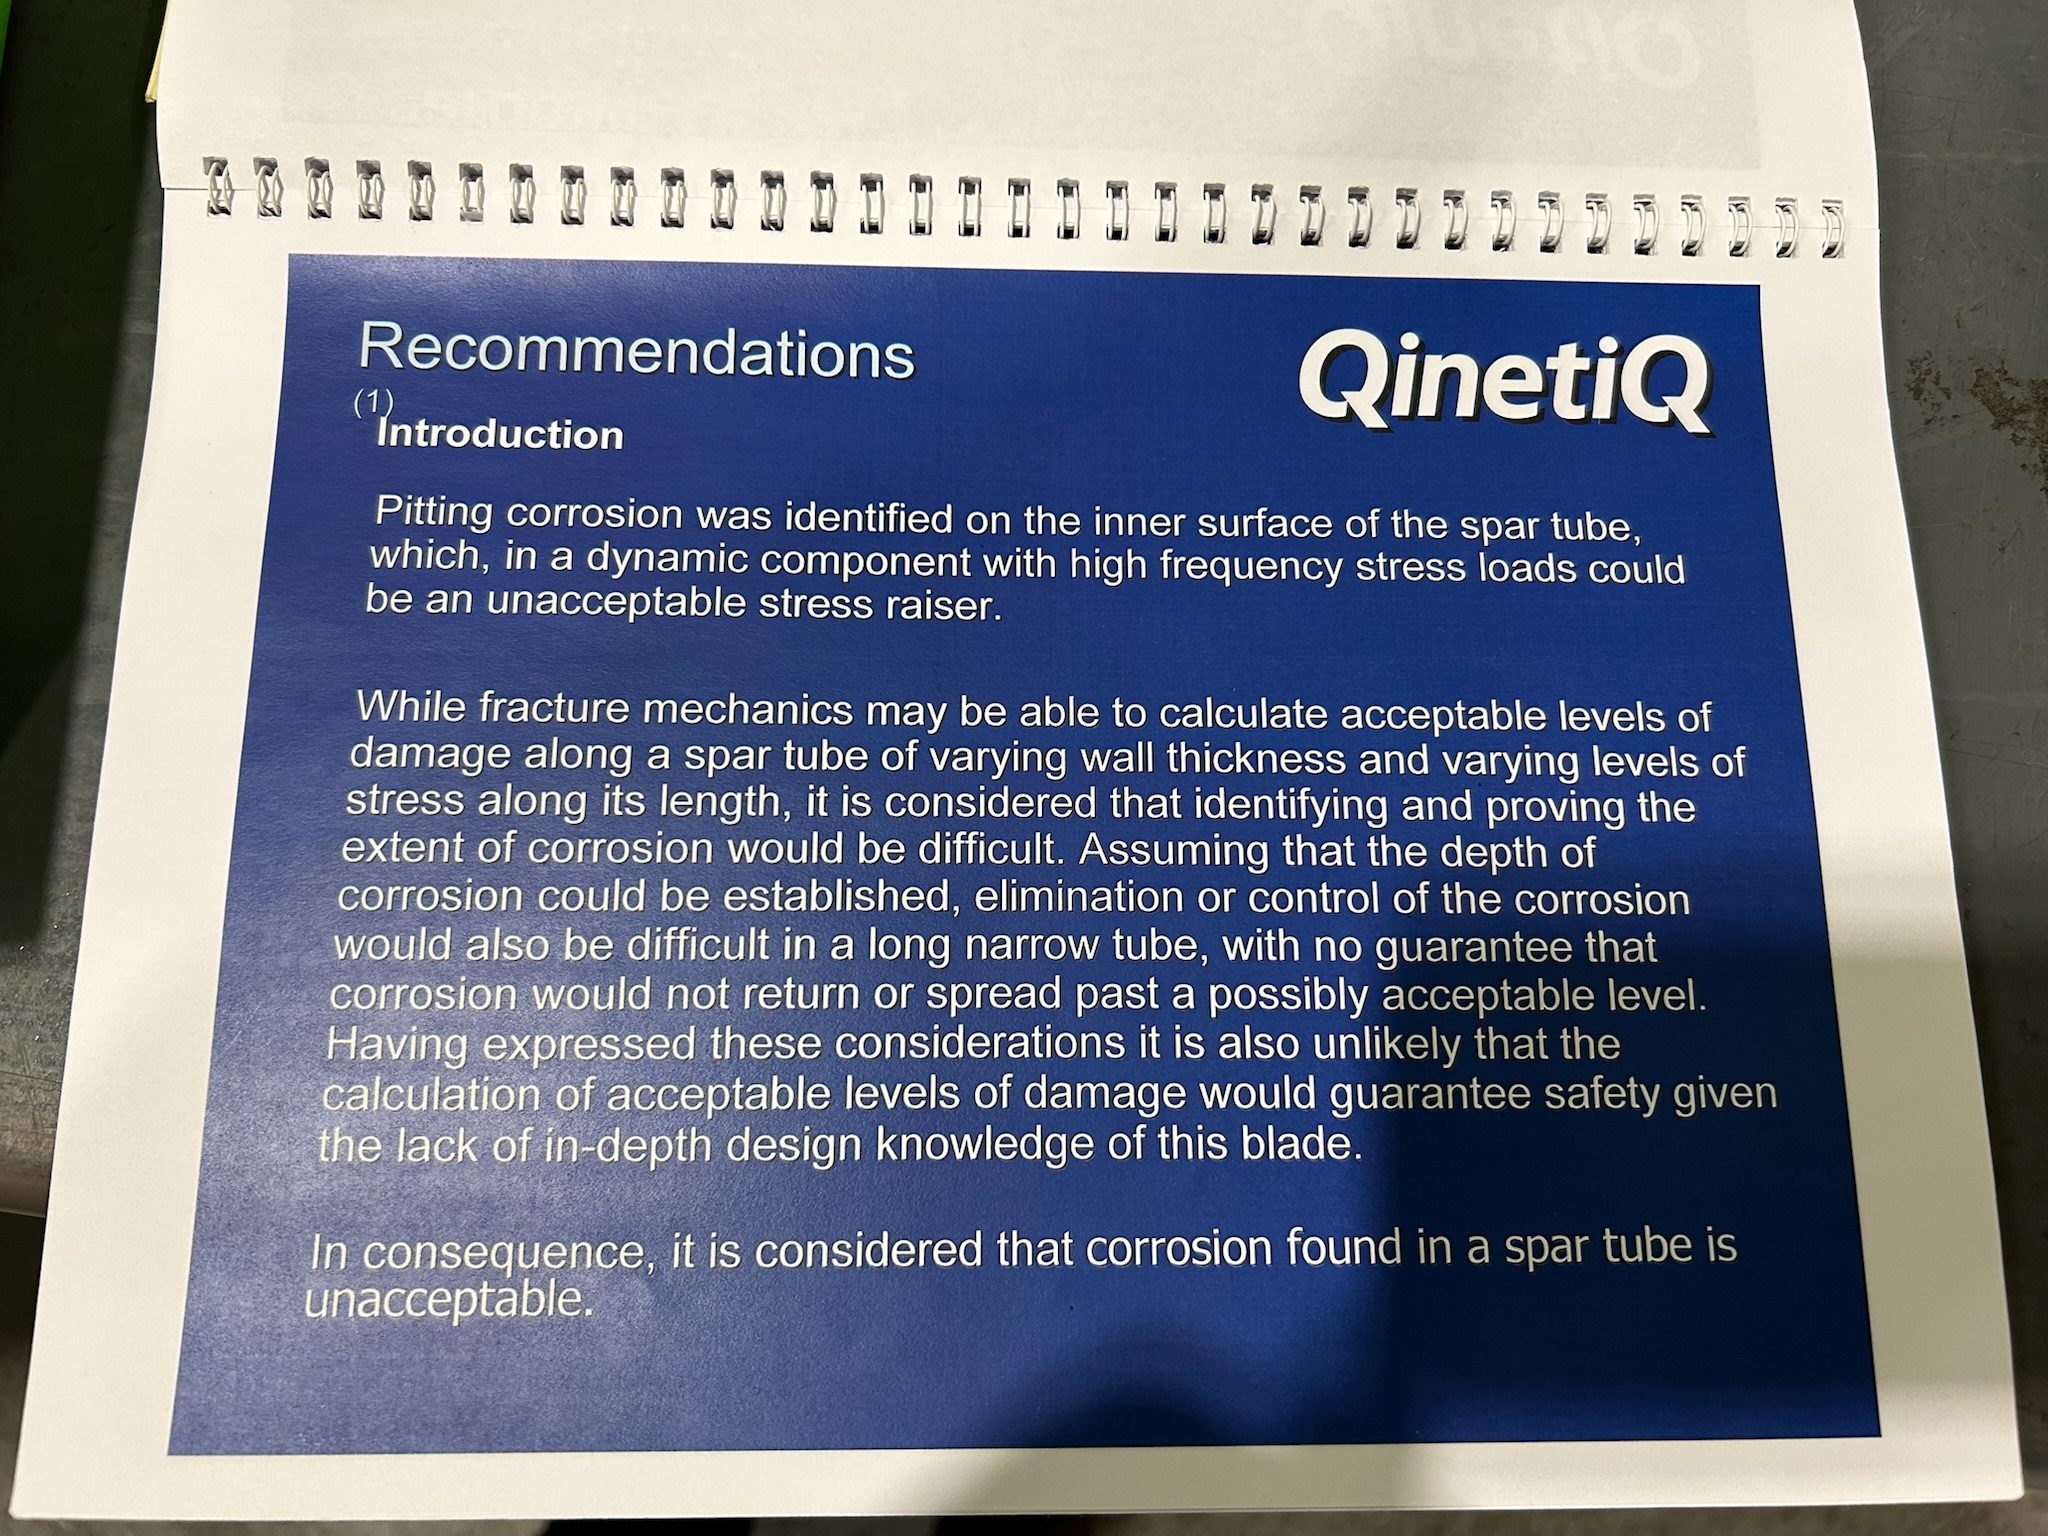 Recommendations
QinetiQ
(1)
Introduction
Pitting corrosion was identified on the inner surface of the spar tube,
which, in a dynamic component with high frequency stress loads could
be an unacceptable stress raiser.
While fracture mechanics may be able to calculate acceptable levels of
damage along a spar tube of varying wall thickness and varying levels of
stress along its length, it is considered that identifying and proving the
extent of corrosion would be difficult. Assuming that the depth of
corrosion could be established, elimination or control of the corrosion
would also be difficult in a long narrow tube, with no guarantee that
corrosion would not return or spread past a possibly acceptable level.
Having expressed these considerations it is also unlikely that the
calculation of acceptable levels of damage would guarantee safety given
the lack of in-depth design knowledge of this blade.
In consequence, it is considered that corrosion found in a spar tube is
unacceptable.